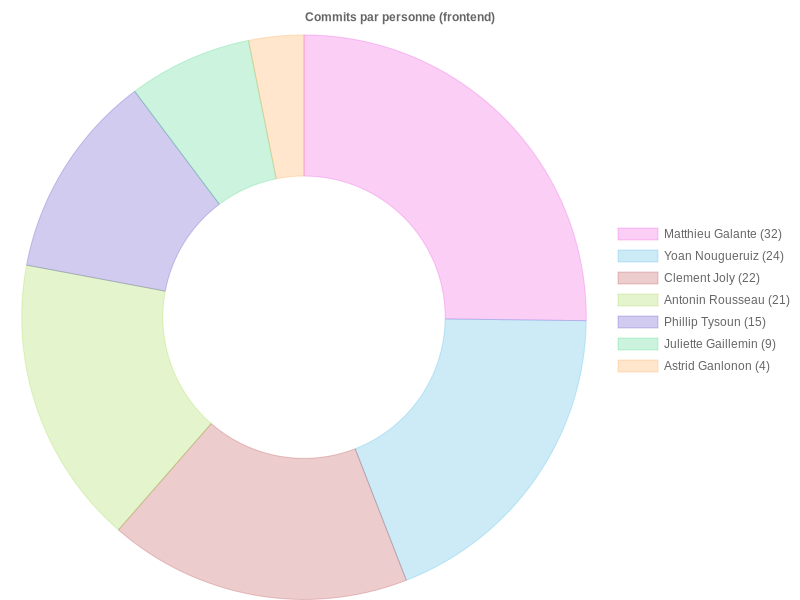 Commits par personne (frontend)
Matthieu Galante (32)
Yoan Nougueruiz (24)
Clement Joly (22)
Antonin Rousseau (21)
Phillip Tysoun (15)
Juliette Gaillemin (9)
Astrid Ganlonon (4)